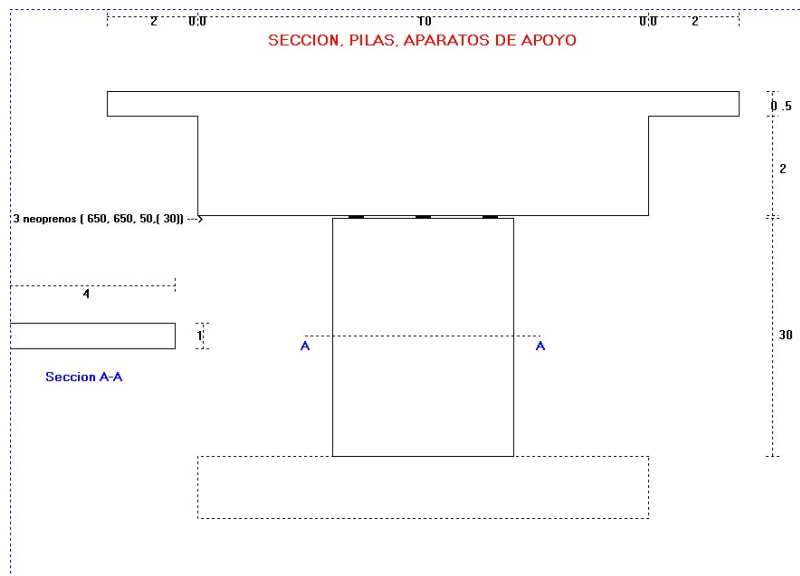 2 0.0 10 0.0 2
SECCION, PILAS, APARATOS DE APOYO
0.5
2
3 neoprenos ( 650, 650, 50,( 30)) --->
4
1
30
A A
Seccion A-A